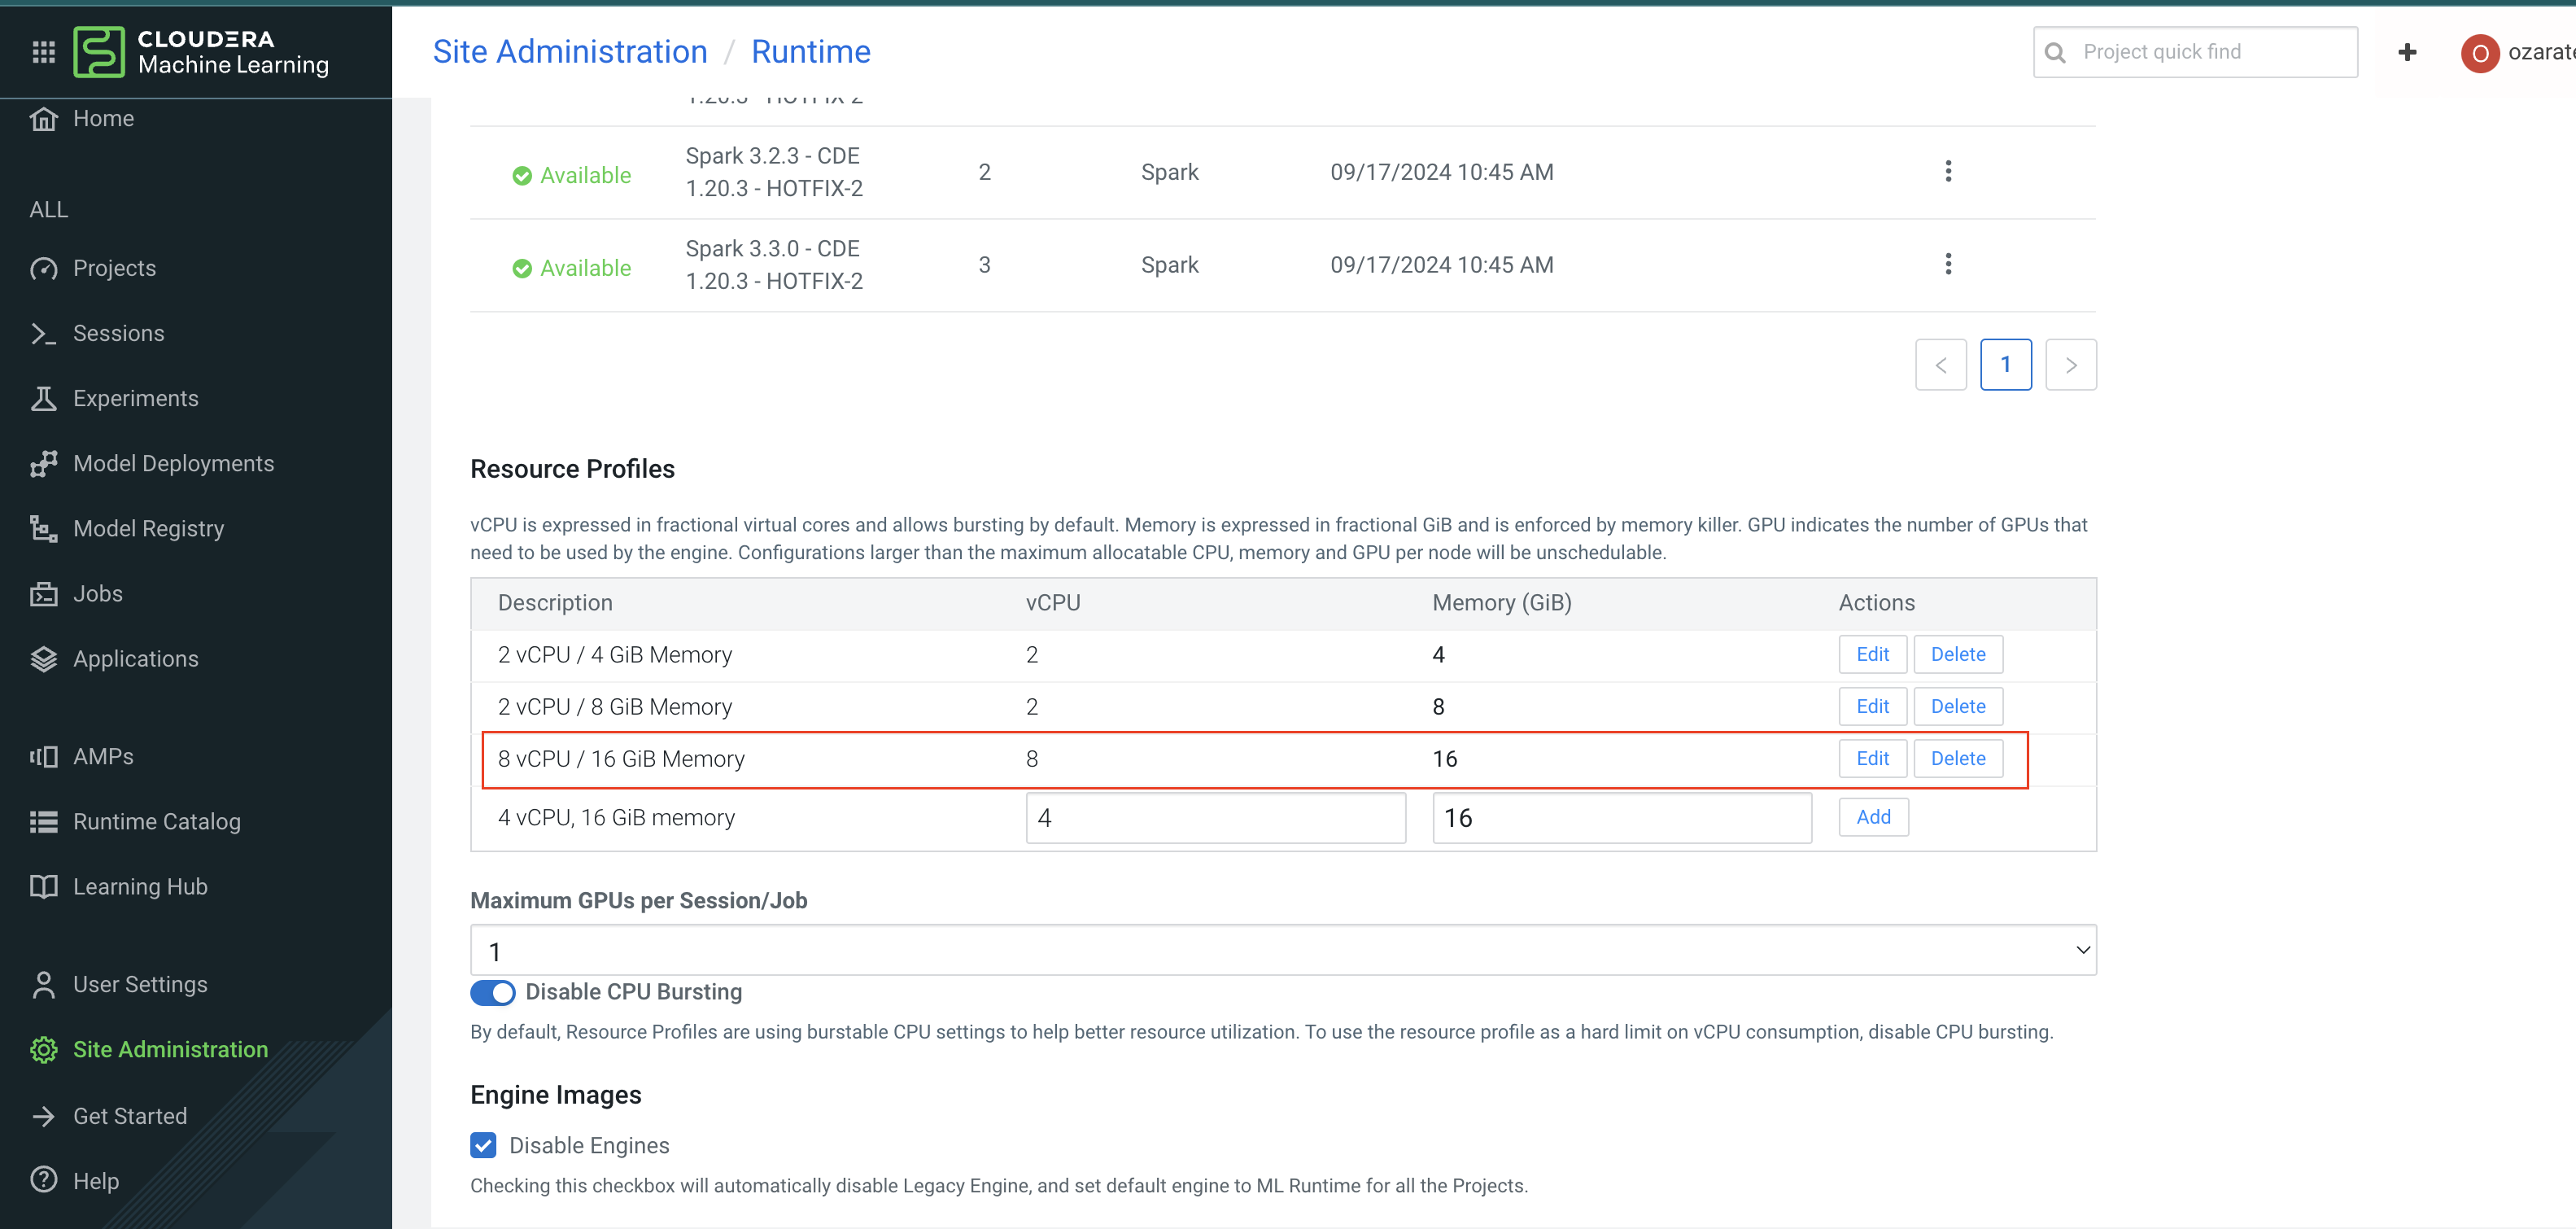 CLOUDERA
Machine Learning
Site Administration / Runtime
Project quick find
+
O
ozarate
Home
ALL
Projects
Sessions
Experiments
Model Deployments
Model Registry
Jobs
Applications
AMPs
Runtime Catalog
Learning Hub
User Settings
Site Administration
Get Started
Help
1.20.3 - HOTFIX-2
Available
Spark 3.2.3 - CDE
1.20.3 - HOTFIX-2
2
Spark
09/17/2024 10:45 AM
Available
Spark 3.3.0 - CDE
1.20.3 - HOTFIX-2
3
Spark
09/17/2024 10:45 AM
< 1 >
Resource Profiles
vCPU is expressed in fractional virtual cores and allows bursting by default. Memory is expressed in fractional GiB and is enforced by memory killer. GPU indicates the number of GPUs that
need to be used by the engine. Configurations larger than the maximum allocatable CPU, memory and GPU per node will be unschedulable.
Description vCPU Memory (GiB) Actions
2 vCPU / 4 GiB Memory 2 4 Edit Delete
2 vCPU / 8 GiB Memory 2 8 Edit Delete
8 vCPU / 16 GiB Memory 8 16 Edit Delete
4 vCPU, 16 GiB memory 4 16 Add
Maximum GPUs per Session/Job
1
Disable CPU Bursting
By default, Resource Profiles are using burstable CPU settings to help better resource utilization. To use the resource profile as a hard limit on vCPU consumption, disable CPU bursting.
Engine Images
Disable Engines
Checking this checkbox will automatically disable Legacy Engine, and set default engine to ML Runtime for all the Projects.